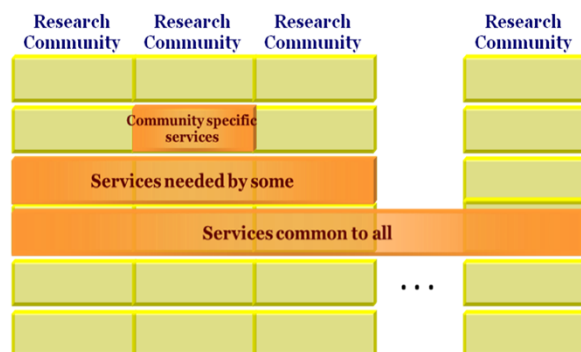 Research Research Research Research
Community Community Community Community
Community specific
services
Services needed by some
Services common to all
...